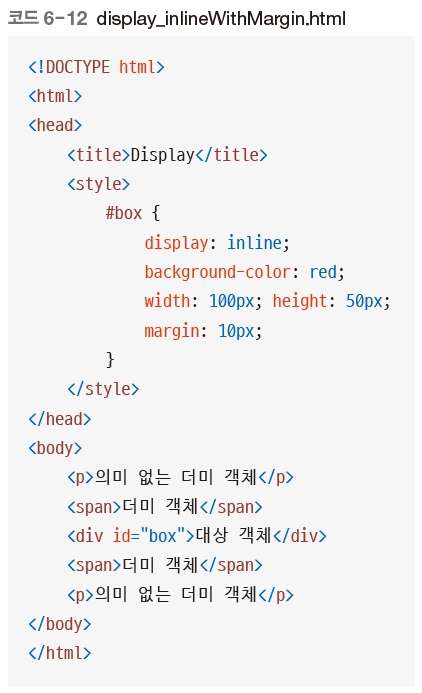 코드 6-12 display_inlineWithMargin.html
<!DOCTYPE html>
<html>
<head>
<title>Display</title>
<style>
#box {
display: inline;
background-color: red;
width: 100px; height: 50px;
margin: 10px;
}
</style>
</head>
<body>
<p>의미 없는 더미 객체</p>
<span>더미 객체</span>
<div id="box">대상 객체</div>
<span>더미 객체</span>
<p>의미 없는 더미 객체</p>
</body>
</html>